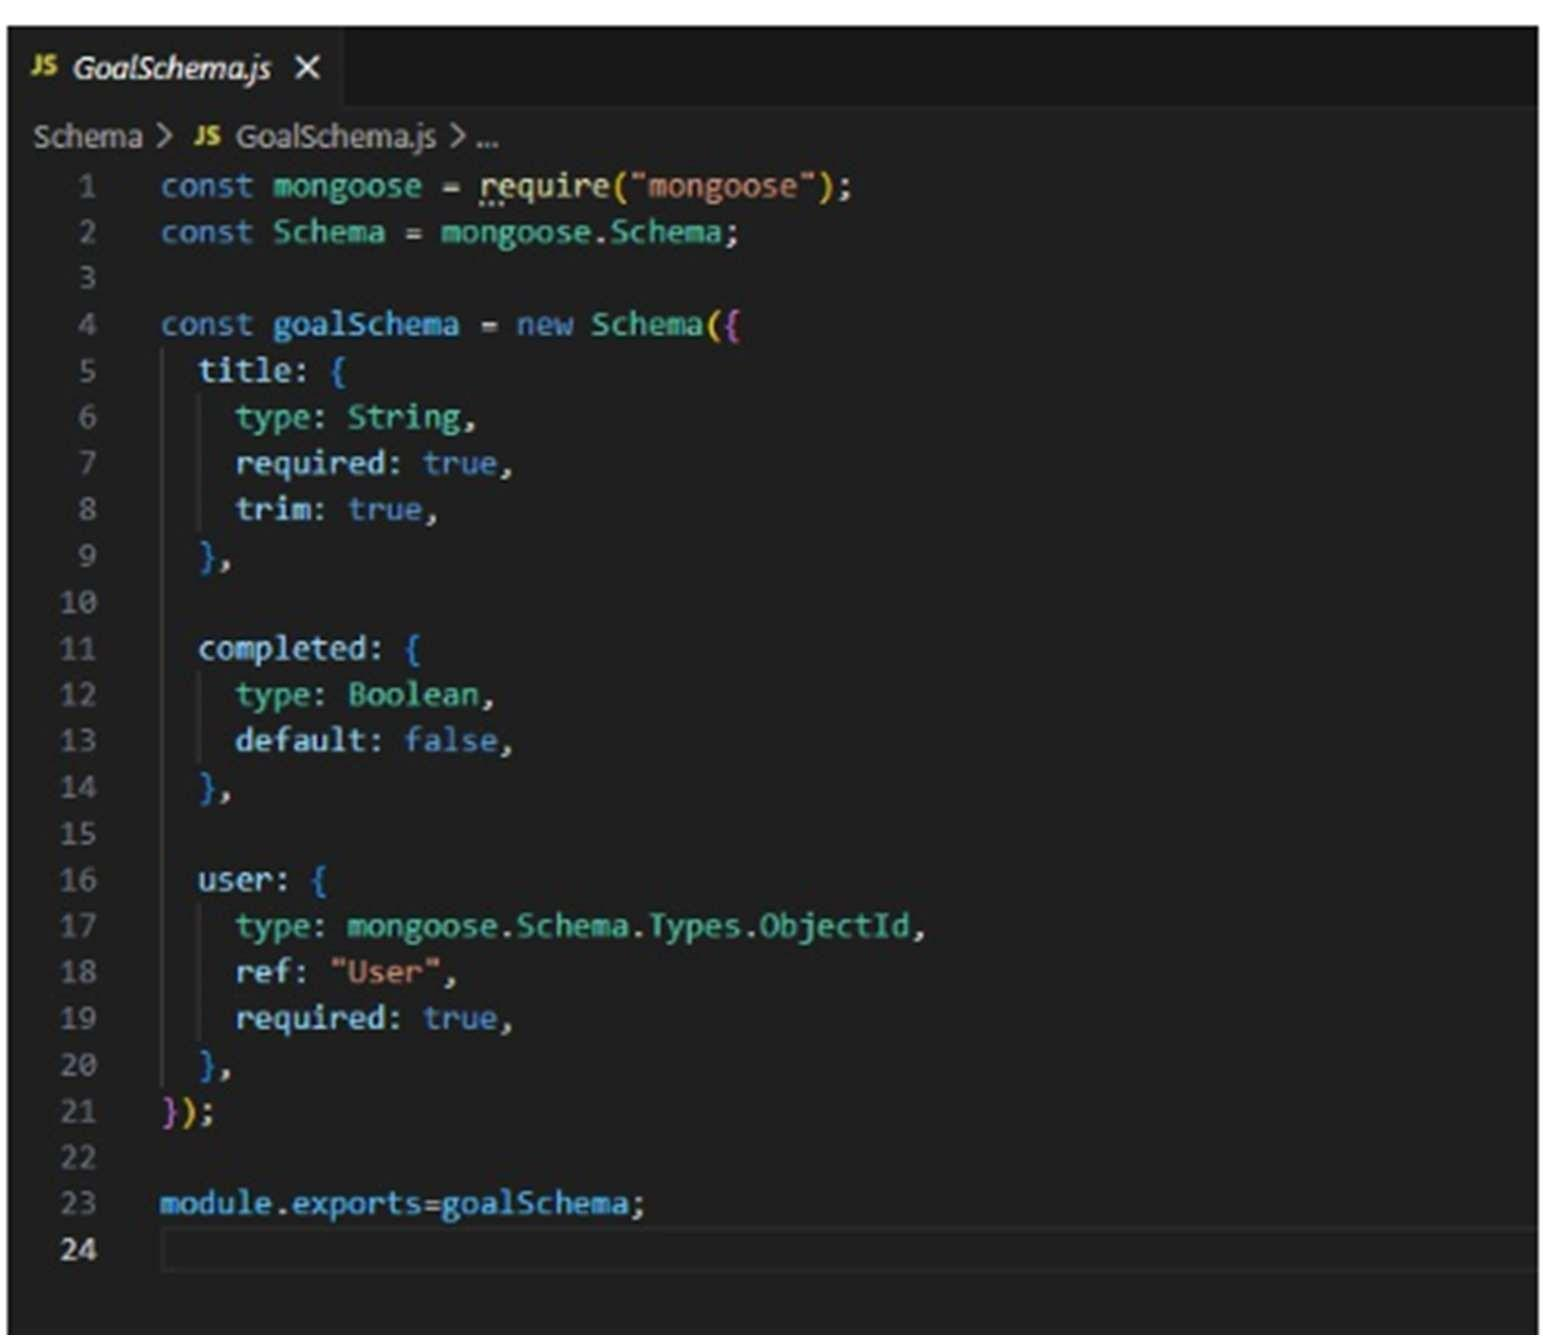 JS GoalSchema.js X
Schema > JS GoalSchema.js > ...
1 const mongoose = require("mongoose");
2 const Schema = mongoose.Schema;
3
4 const goalSchema = new Schema({
5   title: {
6     type: String,
7     required: true,
8     trim: true,
9   },
10
11   completed: {
12     type: Boolean,
13     default: false,
14   },
15
16   user: {
17     type: mongoose.Schema.Types.ObjectId,
18     ref: "User",
19     required: true,
20   },
21 });
22
23 module.exports=goalSchema;
24